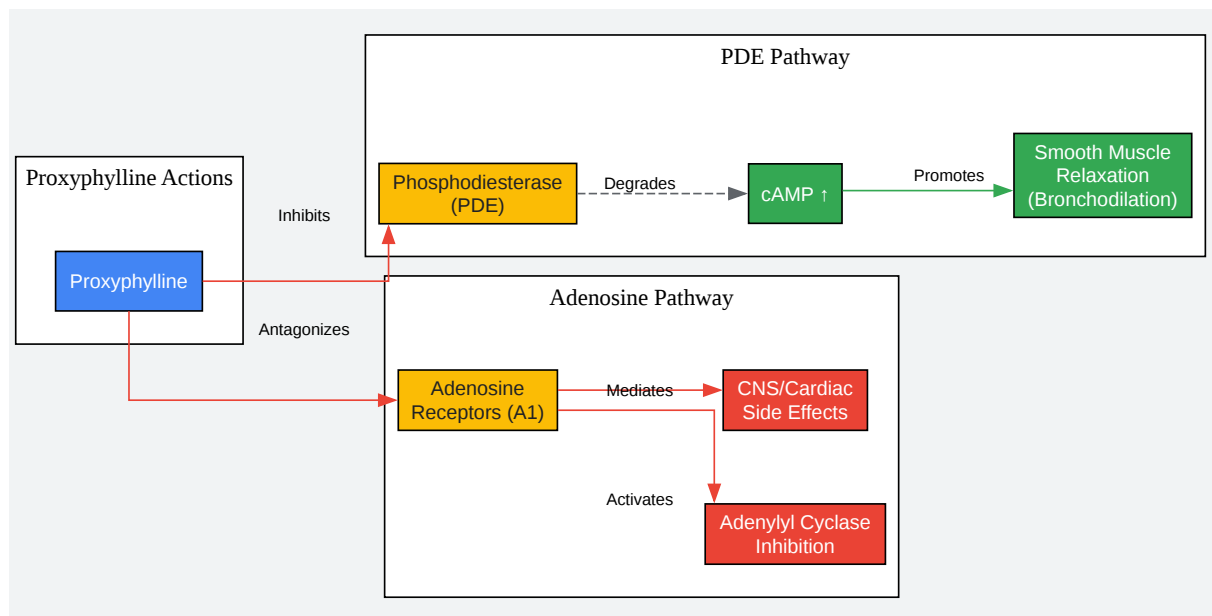 PDE Pathway
Smooth Muscle
Relaxation
(Bronchodilation)
Promotes
Phosphodiesterase
(PDE)
Degrades
cAMP ↑
Proxyphylline Actions
Inhibits
Proxyphylline
Adenosine Pathway
Antagonizes
Adenosine
Receptors (A1)
Mediates
CNS/Cardiac
Side Effects
Activates
Adenylyl Cyclase
Inhibition